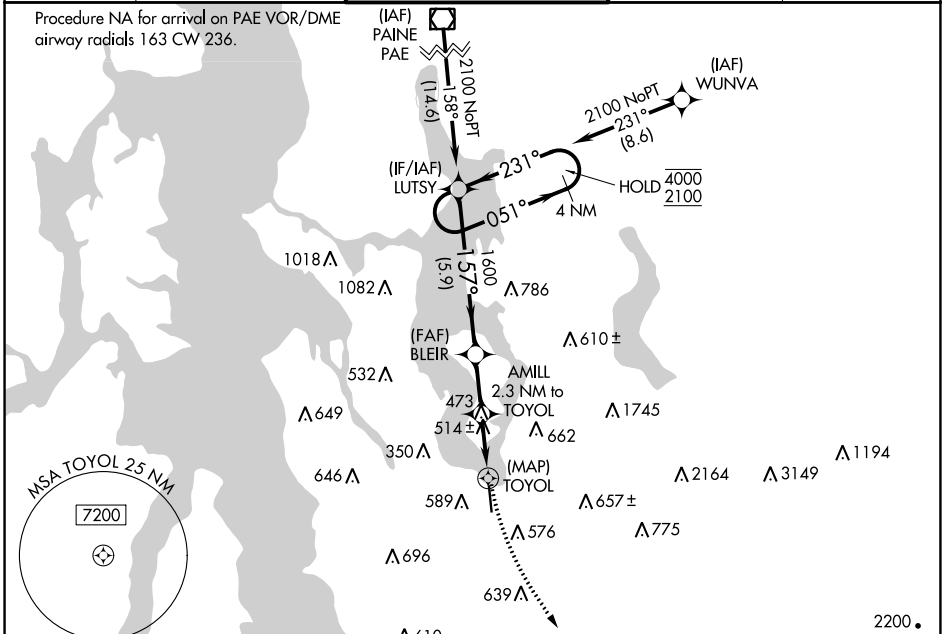 Procedure NA for arrival on PAE VOR/DME
airway radials 163 CW 236.
(IAF)
PAINE
PAE
2100 NoPT
158°
(14.6)
(IAF)
WUNVA
2100 NoPT
231°
(8.6)
(IF/IAF)
LUTSY
231°
051°
4 NM
HOLD 4000
2100
1600
157°
(5.9)
1018
1082
786
610 ±
(FAF)
BLEIR
532
AMILL
2.3 NM to
TOYOL
473
514 ±
649
1745
662
350
646
(MAP)
TOYOL
2164
3149
1194
589
657 ±
576
775
696
639
2200
MSA TOYOL 25 NM
7200